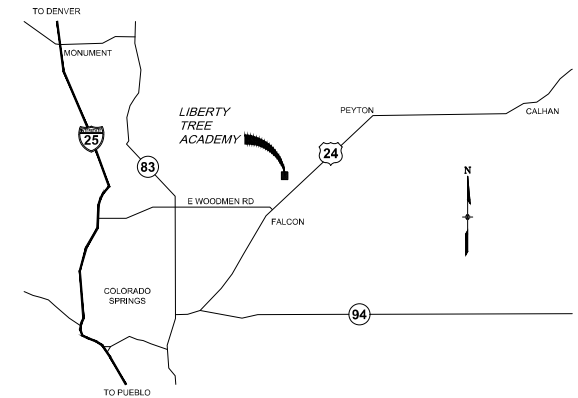 TO DENVER
MONUMENT
25
83
LIBERTY
TREE
ACADEMY
PEYTON
CALHAN
24
N
E WOODMEN RD
FALCON
COLORADO
SPRINGS
94
TO PUEBLO